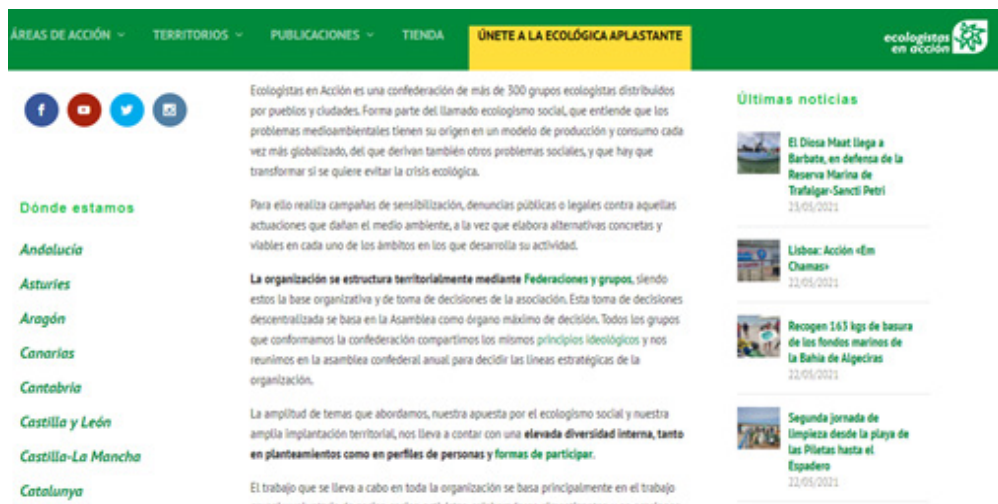 ÁREAS DE ACCIÓN
TERRITORIOS
PUBLICACIONES
TIENDA
ÚNETE A LA ECOLÓGICA APLASTANTE
ecologistas
en acción
Dónde estamos
Andalucía
Asturies
Aragón
Canarias
Cantabria
Castilla y León
Castilla-La Mancha
Catalunya
Ecologistas en Acción es una confederación de más de 300 grupos ecologistas distribuidos
por pueblos y ciudades. Forma parte del llamado ecologismo social, que entiende que los
problemas medioambientales tienen su origen en un modelo de producción y consumo cada
vez más globalizado, del que derivan también otros problemas sociales, y que hay que
transformar si se quiere evitar la crisis ecológica.
Para ello realiza campañas de sensibilización, denuncias públicas o legales contra aquellas
actuaciones que dañan el medio ambiente, a la vez que elabora alternativas concretas y
viables en cada uno de los ámbitos en los que desarrolla su actividad.
La organización se estructura territorialmente mediante Federaciones y grupos, siendo
estos la base organizativa y de toma de decisiones de la asociación. Esta toma de decisiones
descentralizada se basa en la Asamblea como órgano máximo de decisión. Todos los grupos
que conformamos la confederación compartimos los mismos principios ideológicos y nos
reunimos en la asamblea confederal anual para decidir las líneas estratégicas de la
organización.
La amplitud de temas que abordamos, nuestra apuesta por el ecologismo social y nuestra
amplia implantación territorial, nos lleva a contar con una elevada diversidad interna, tanto
en planteamientos como en perfiles de personas y formas de participar.
El trabajo que se lleva a cabo en toda la organización se basa principalmente en el trabajo
Últimas noticias
El Diosa Maat llega a
Barbate, en defensa de la
Reserva Marina de
Trafalgar-Sancti Petri
23/05/2021
Lisboa: Acción «Em
Chamas»
22/05/2021
Recogen 163 kgs de basura
de los fondos marinos de
la Bahía de Algeciras
22/05/2021
Segunda jornada de
limpieza desde la playa de
las Piletas hasta el
Espadero
22/05/2021